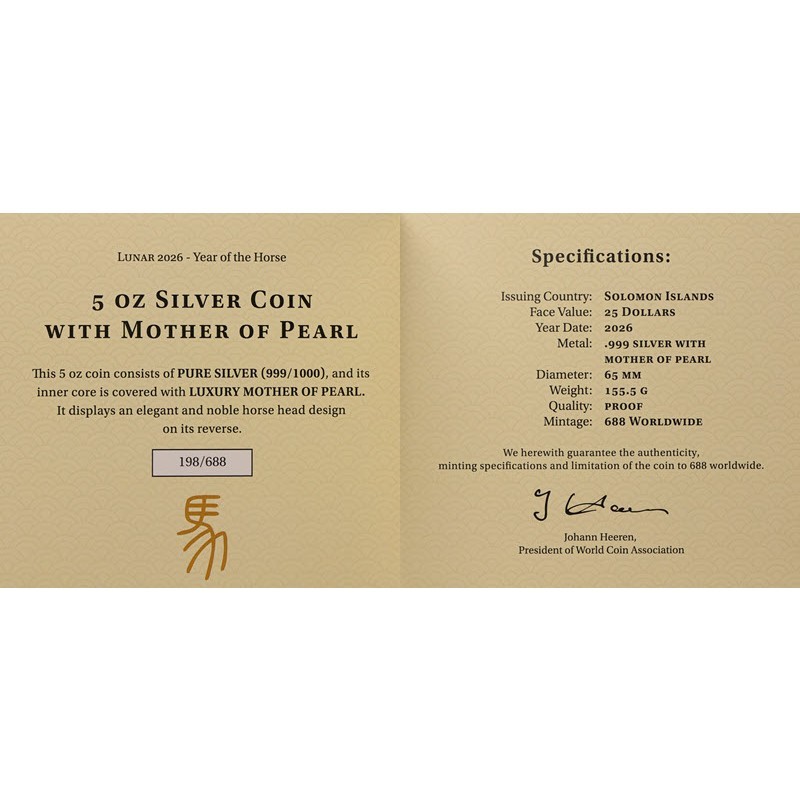 Lunar 2026 - Year of the Horse
5 oz Silver Coin
with Mother of Pearl
This 5 oz coin consists of PURE SILVER (999/1000), and its
inner core is covered with LUXURY MOTHER OF PEARL.
It displays an elegant and noble horse head design
on its reverse.
198/688
馬
Specifications:
Issuing Country: Solomon Islands
Face Value: 25 Dollars
Year Date: 2026
Metal: .999 silver with
mother of pearl
Diameter: 65 mm
Weight: 155.5 g
Quality: proof
Mintage: 688 Worldwide
We herewith guarantee the authenticity,
minting specifications and limitation of the coin to 688 worldwide.
Johann Heeren,
President of World Coin Association